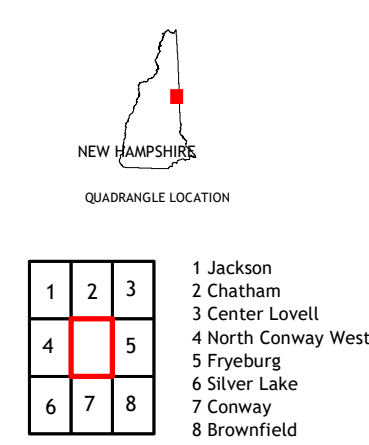 NEW HAMPSHIRE
QUADRANGLE LOCATION
1 2 3
4 5
6 7 8
1 Jackson
2 Chatham
3 Center Lovell
4 North Conway West
5 Fryeburg
6 Silver Lake
7 Conway
8 Brownfield